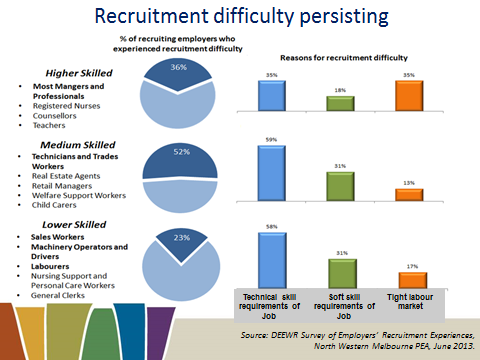 Recruitment difficulty persisting
% of recruiting employers who
experienced recruitment difficulty
Reasons for recruitment difficulty
Higher Skilled
• Most Mangers and
Professionals
• Registered Nurses
• Counsellors
• Teachers
36%
35%
18%
35%
Medium Skilled
• Technicians and Trades
Workers
• Real Estate Agents
• Retail Managers
• Welfare Support Workers
• Child Carers
52%
59%
31%
13%
Lower Skilled
• Sales Workers
• Machinery Operators and
Drivers
• Labourers
• Nursing Support and
Personal Care Workers
• General Clerks
23%
58%
31%
17%
Technical skill
requirements of
Job
Soft skill
requirements of
Job
Tight labour
market
Source: DEEWR Survey of Employers' Recruitment Experiences,
North Western Melbourne PEA, June 2013.